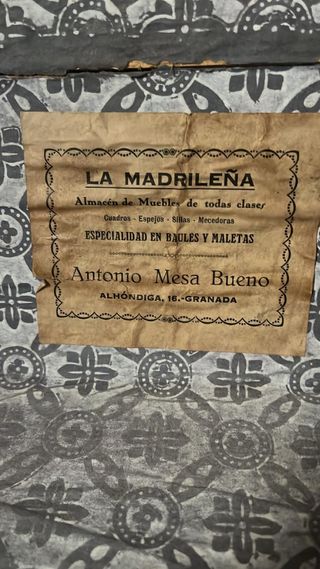 LA MADRILEÑA
Almacén de Muebles de todas clases
Cuadros - Espejos - Sillas - Mecedoras
ESPECIALIDAD EN BAULES Y MALETAS
Antonio Mesa Bueno
ALHÓNDIGA, 16.-GRANADA